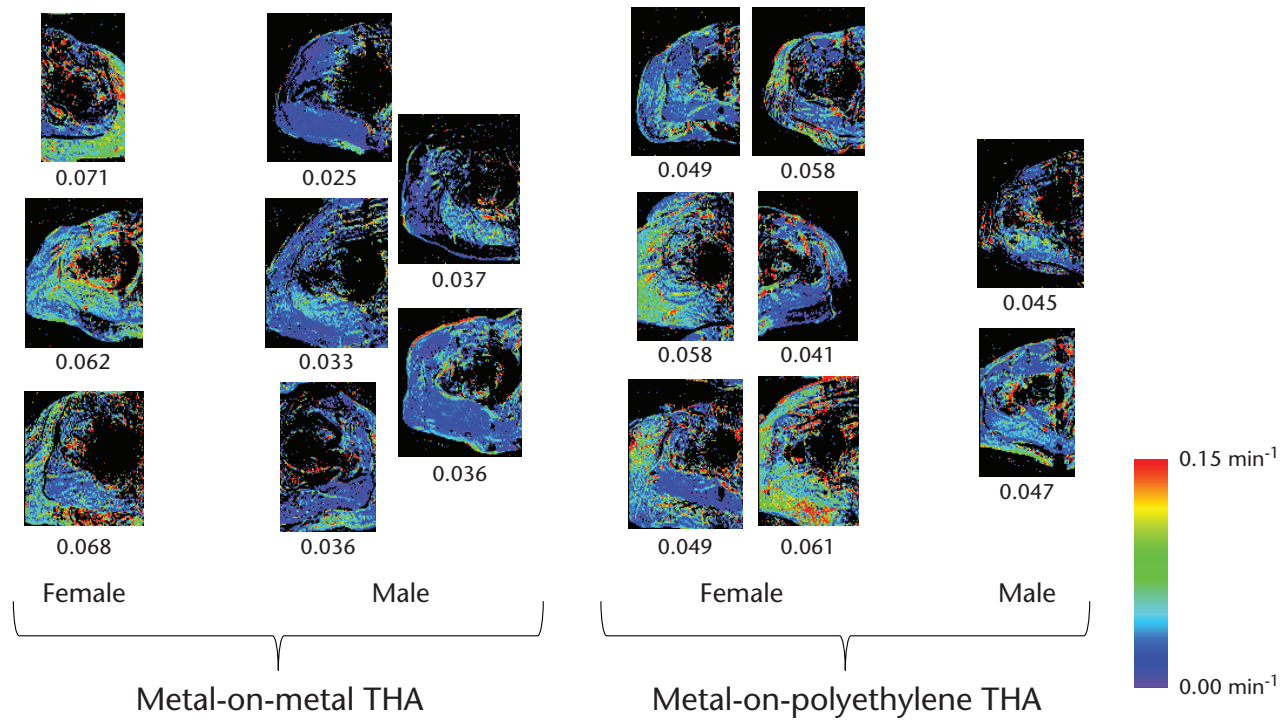 0.071
0.025
0.037
0.062
0.033
0.036
0.068
0.036
Female
Male
Metal-on-metal THA
0.049 0.058
0.058 0.041
0.049 0.061
0.045
0.047
Female
Male
Metal-on-polyethylene THA
0.15 min⁻¹
0.00 min⁻¹